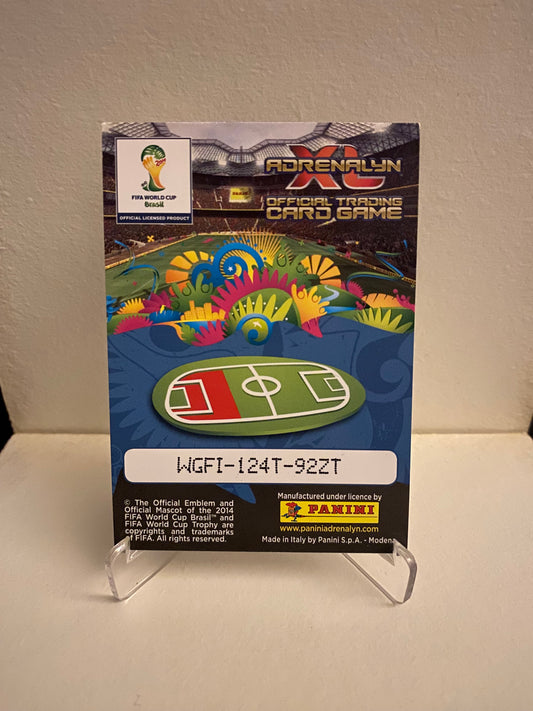 FIFA WORLD CUP
Brasil
OFFICIAL LICENSED PRODUCT
ADRENALYN
XL
OFFICIAL TRADING
CARD GAME
PANINI
WGFI-124T-92ZT
© The Official Emblem and
Official Mascot of the 2014
FIFA World Cup Brasil™ and
FIFA World Cup Trophy are
copyrights and trademarks
of FIFA. All rights reserved.
Manufactured under licence by
PANINI
www.paniniadrenalyn.com
Made in Italy by Panini S.p.A. - Modena